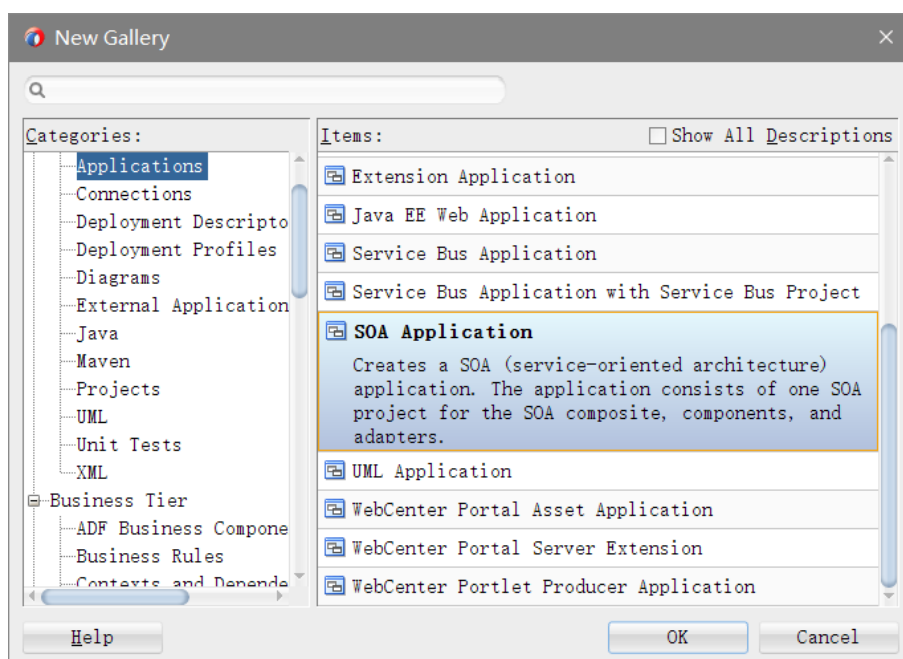 New Gallery
Categories:
Items:
Show All Descriptions
Applications
Connections
Deployment Descripto
Deployment Profiles
Diagrams
External Application
Java
Maven
Projects
UML
Unit Tests
XML
Business Tier
ADF Business Compone
Business Rules
Contexts and Depende
Extension Application
Java EE Web Application
Service Bus Application
Service Bus Application with Service Bus Project
SOA Application
Creates a SOA (service-oriented architecture)
application. The application consists of one SOA
project for the SOA composite, components, and
adapters.
UML Application
WebCenter Portal Asset Application
WebCenter Portal Server Extension
WebCenter Portlet Producer Application
Help
OK
Cancel